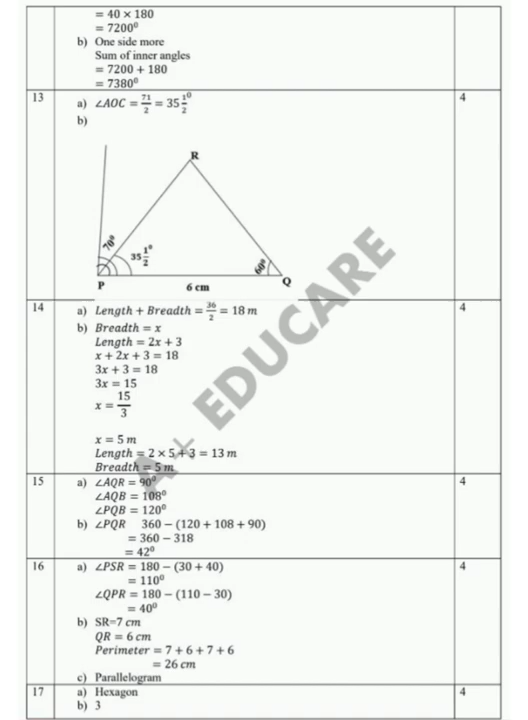 = 40 × 180
= 7200⁰
b) One side more
Sum of inner angles
= 7200 + 180
= 7380⁰
13 a) ∠AOC = 71/2 = 35 1/2⁰ 4
b)
R
70⁰
35 1/2⁰
60⁰
P
6 cm
Q
14 a) Length + Breadth = 36/2 = 18 m 4
b) Breadth = x
Length = 2x + 3
x + 2x + 3 = 18
3x + 3 = 18
3x = 15
x = 15/3
x = 5 m
Length = 2 × 5 + 3 = 13 m
Breadth = 5 m
15 a) ∠AQR = 90⁰ 4
∠AQB = 108⁰
∠PQB = 120⁰
b) ∠PQR 360 − (120 + 108 + 90)
= 360 − 318
= 42⁰
16 a) ∠PSR = 180 − (30 + 40) 4
= 110⁰
∠QPR = 180 − (110 − 30)
= 40⁰
b) SR=7 cm
QR = 6 cm
Perimeter = 7 + 6 + 7 + 6
= 26 cm
c) Parallelogram
17 a) Hexagon 4
b) 3
A+ EDUCARE